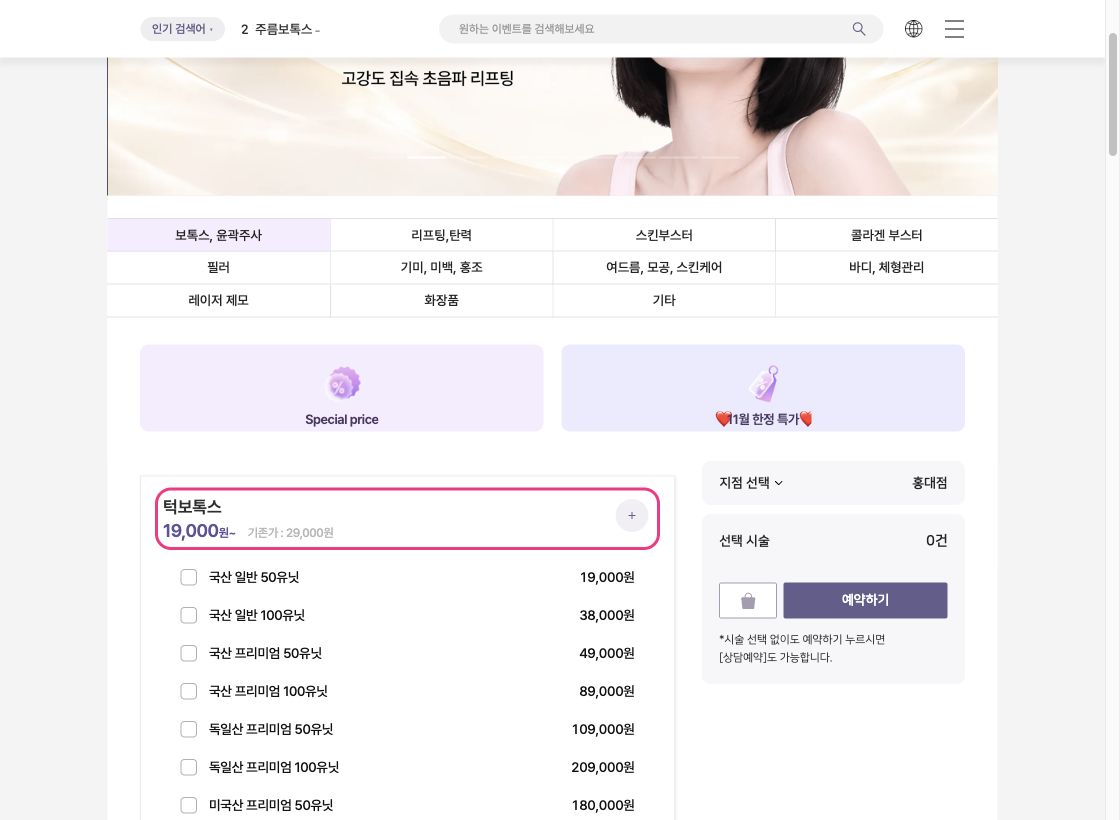 인기 검색어 •
2 주름보톡스 -
원하는 이벤트를 검색해보세요
고강도 집속 초음파 리프팅
보톡스, 윤곽주사
리프팅,탄력
스킨부스터
콜라겐 부스터
필러
기미, 미백, 홍조
여드름, 모공, 스킨케어
바디, 체형관리
레이저 제모
화장품
기타
Special price
❤️11월 한정 특가❤️
턱보톡스
19,000원~ 기존가 : 29,000원
+
국산 일반 50유닛 19,000원
국산 일반 100유닛 38,000원
국산 프리미엄 50유닛 49,000원
국산 프리미엄 100유닛 89,000원
독일산 프리미엄 50유닛 109,000원
독일산 프리미엄 100유닛 209,000원
미국산 프리미엄 50유닛 180,000원
지점 선택 홍대점
선택 시술 0건
예약하기
*시술 선택 없이도 예약하기 누르시면
[상담예약]도 가능합니다.